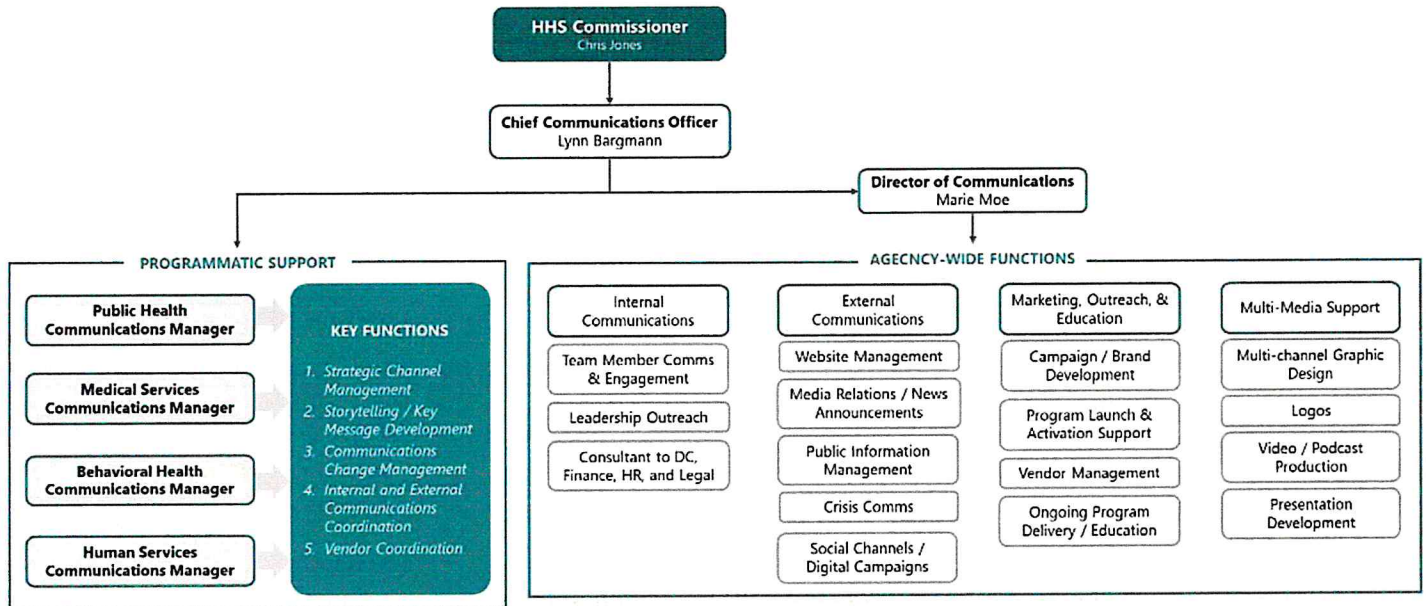 HHS Commissioner
Chris Jones
Chief Communications Officer
Lynn Bargmann
Director of Communications
Marie Moe
PROGRAMMATIC SUPPORT
Public Health
Communications Manager
Medical Services
Communications Manager
Behavioral Health
Communications Manager
Human Services
Communications Manager
KEY FUNCTIONS
1. Strategic Channel
Management
2. Storytelling / Key
Message Development
3. Communications
Change Management
4. Internal and External
Communications
Coordination
5. Vendor Coordination
AGECNCY-WIDE FUNCTIONS
Internal
Communications
Team Member Comms
& Engagement
Leadership Outreach
Consultant to DC,
Finance, HR, and Legal
External
Communications
Website Management
Media Relations / News
Announcements
Public Information
Management
Crisis Comms
Social Channels /
Digital Campaigns
Marketing, Outreach, &
Education
Campaign / Brand
Development
Program Launch &
Activation Support
Vendor Management
Ongoing Program
Delivery / Education
Multi-Media Support
Multi-channel Graphic
Design
Logos
Video / Podcast
Production
Presentation
Development